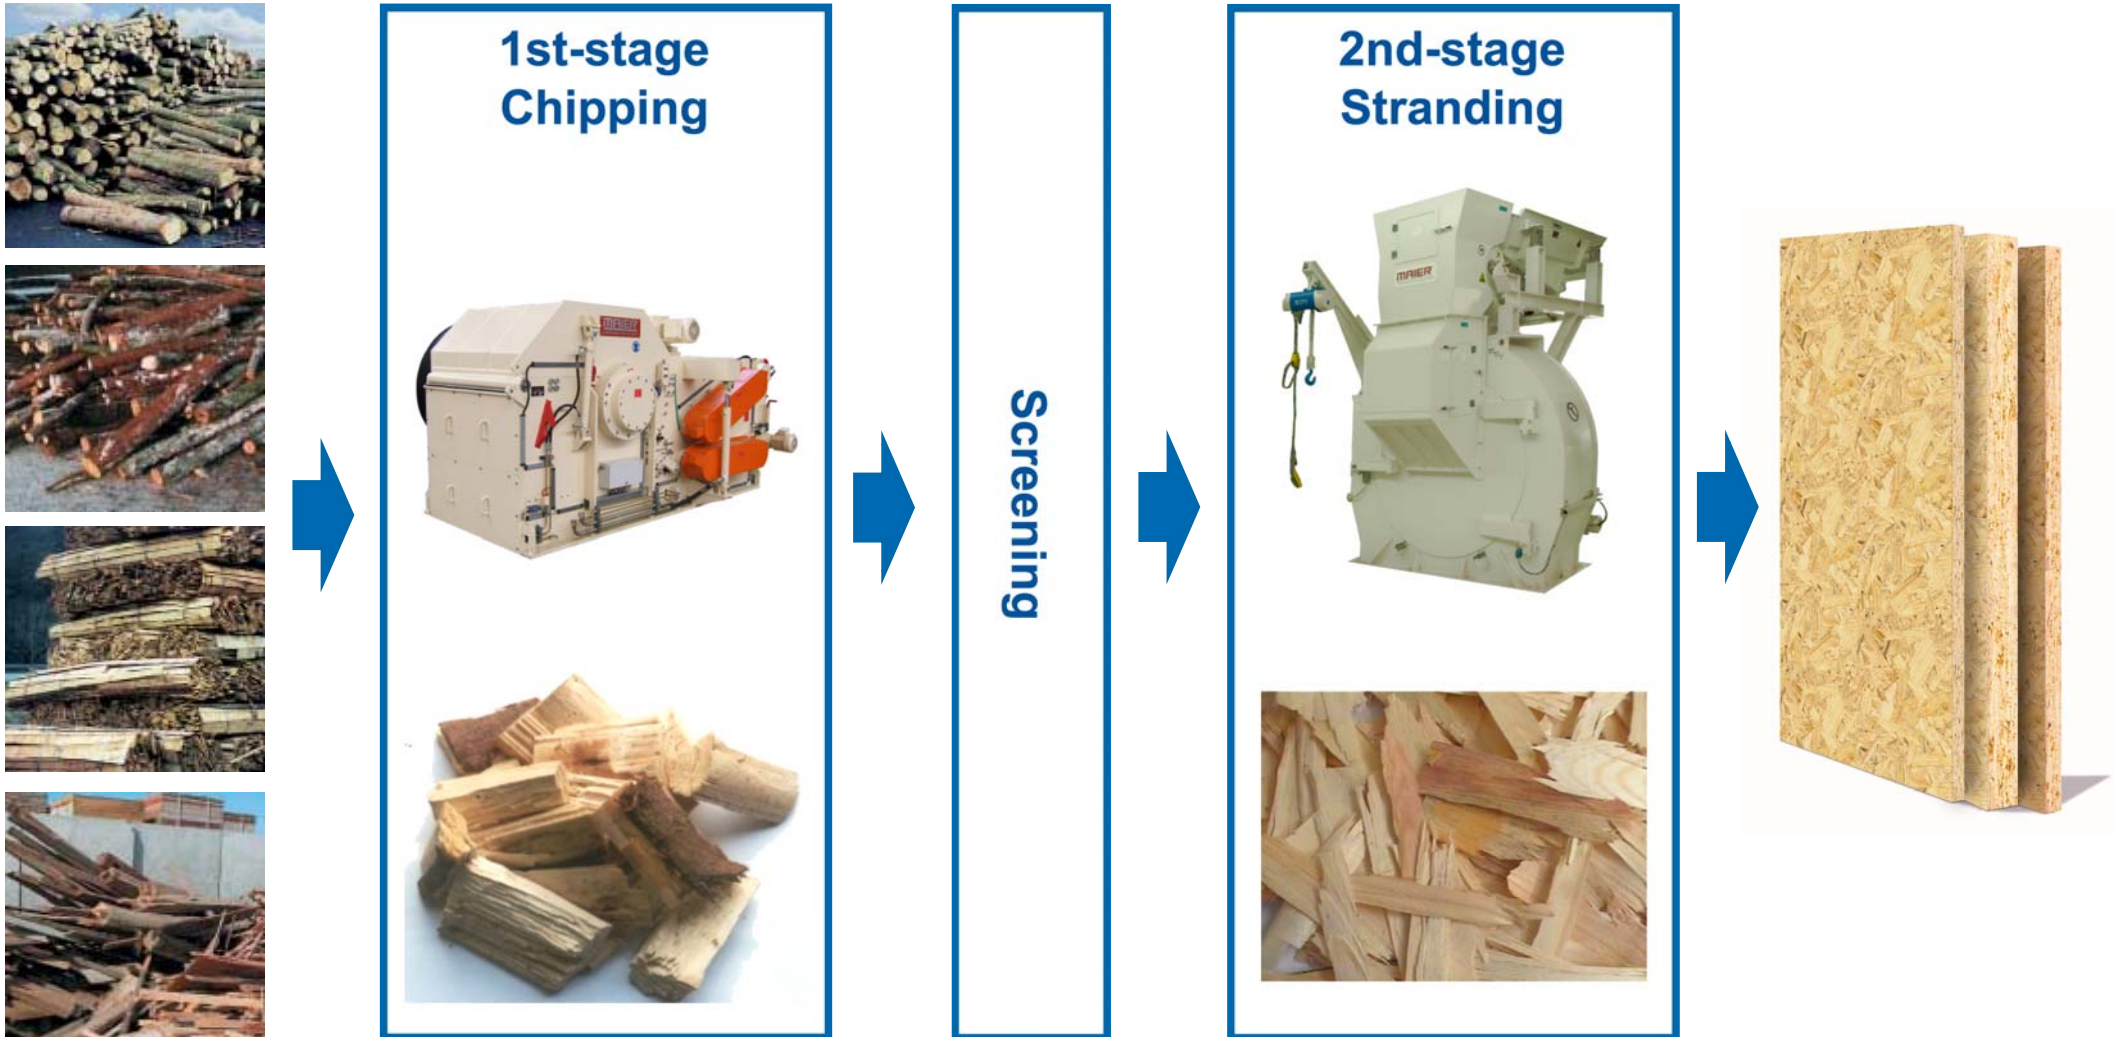 1st-stage
Chipping
MAIER
Screening
2nd-stage
Stranding
MAIER